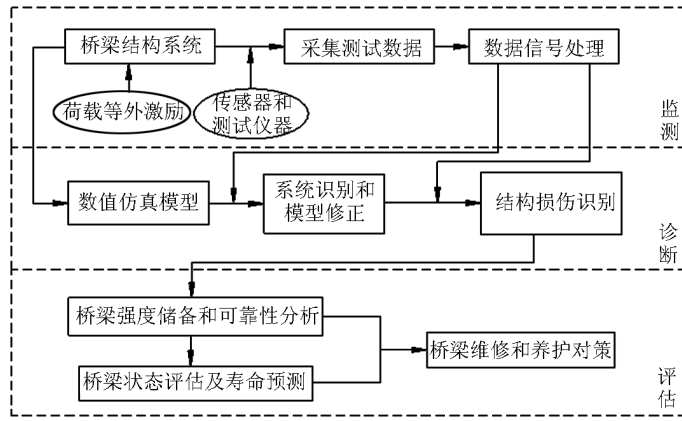 桥梁结构系统
采集测试数据
数据信号处理
荷载等外激励
传感器和
测试仪器
监
测
数值仿真模型
系统识别和
模型修正
结构损伤识别
诊
断
桥梁强度储备和可靠性分析
桥梁维修和养护对策
桥梁状态评估及寿命预测
评
估